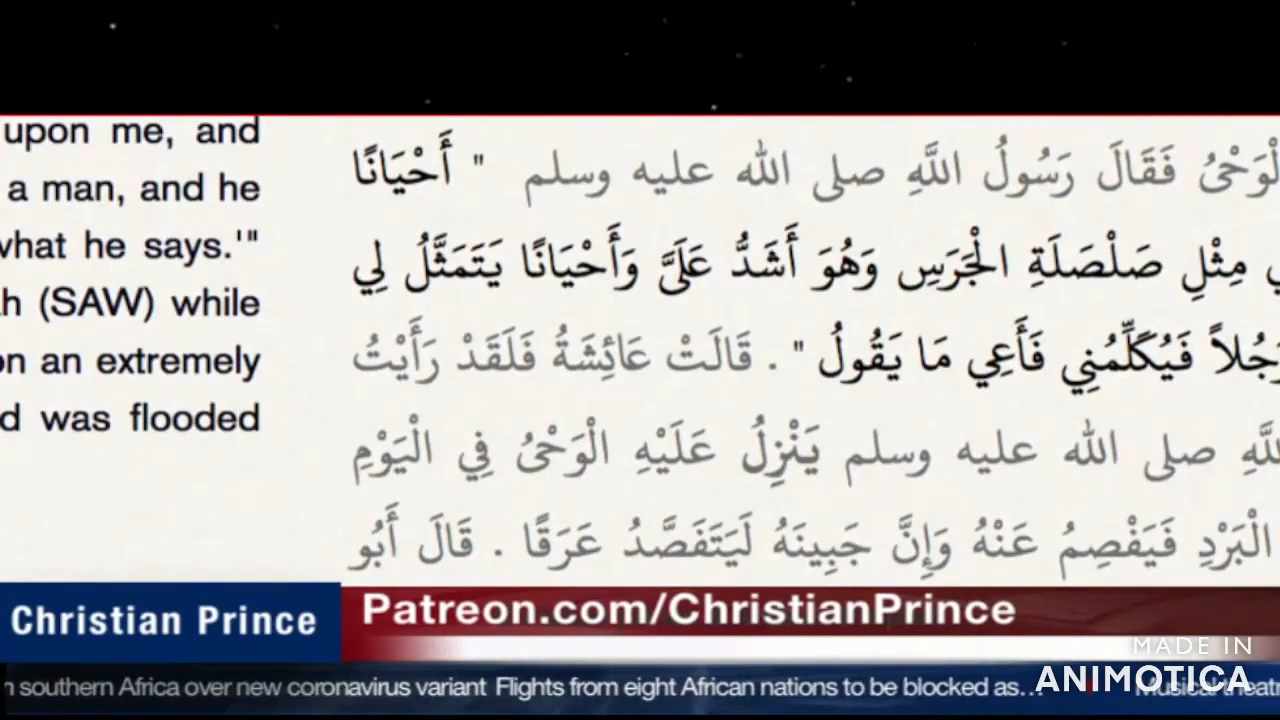 upon me, and
a man, and he
what he says.'"
h (SAW) while
on an extremely
d was flooded
الْوَحْىُ فَقَالَ رَسُولُ اللَّهِ صلى الله عليه وسلم " أَحْيَانًا
مِثْلِ صَلْصَلَةِ الْجَرَسِ وَهُوَ أَشَدُّ عَلَىَّ وَأَحْيَانًا يَتَمَثَّلُ لِي
رَجُلاً فَيُكَلِّمُنِي فَأَعِي مَا يَقُولُ " . قَالَتْ عَائِشَةُ فَلَقَدْ رَأَيْتُ
اللَّهِ صلى الله عليه وسلم يَنْزِلُ عَلَيْهِ الْوَحْىُ فِي الْيَوْمِ
الْبَرْدِ فَيَفْصِمُ عَنْهُ وَإِنَّ جَبِينَهُ لَيَتَفَصَّدُ عَرَقًا . قَالَ أَبُو
Christian Prince
Patreon.com/ChristianPrince
MADE IN
ANIMOTICA
n southern Africa over new coronavirus variant Flights from eight African nations to be blocked as...